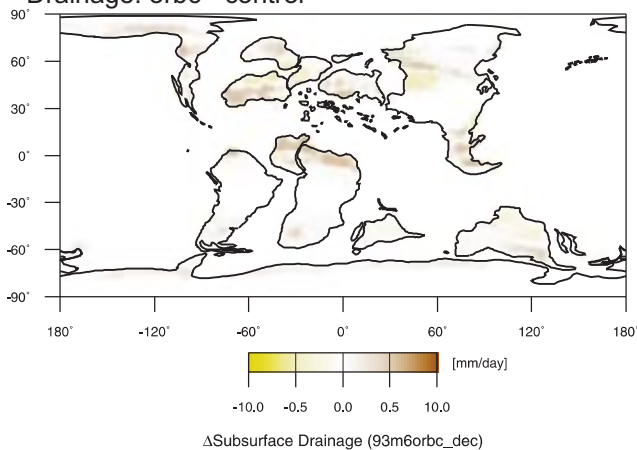 Drainage: orbc - control
90°
60°
30°
0°
-30°
-60°
-90°
180° -120° -60° 0° 60° 120° 180°
[mm/day]
-10.0 -0.5 0.0 0.5 10.0
ΔSubsurface Drainage (93m6orbc_dec)